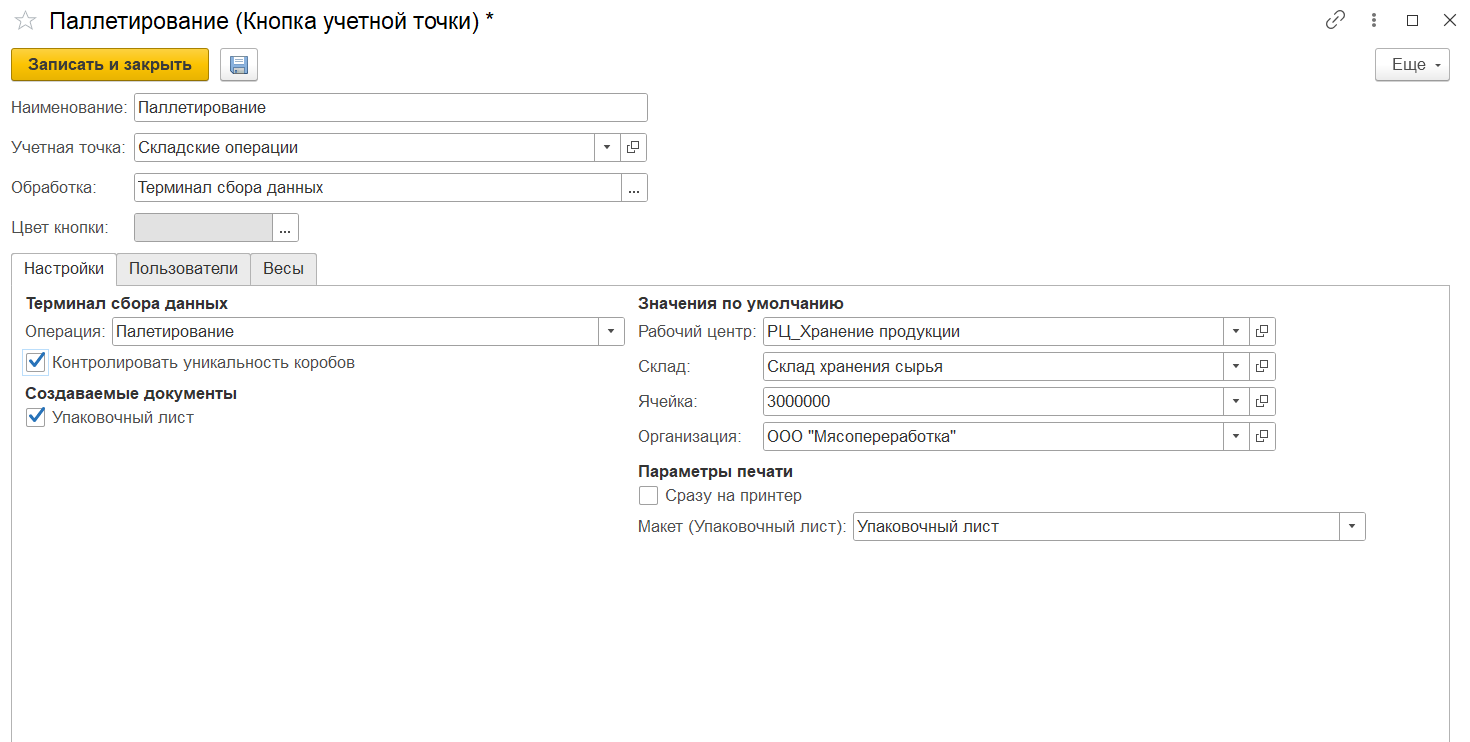 Паллетирование (Кнопка учетной точки) *
Записать и закрыть
Еще
Наименование: Паллетирование
Учетная точка: Складские операции
Обработка: Терминал сбора данных ...
Цвет кнопки: ...
Настройки Пользователи Весы
Терминал сбора данных
Операция: Палетирование
Контролировать уникальность коробов
Создаваемые документы
Упаковочный лист
Значения по умолчанию
Рабочий центр: РЦ_Хранение продукции
Склад: Склад хранения сырья
Ячейка: 3000000
Организация: ООО "Мясопереработка"
Параметры печати
Сразу на принтер
Макет (Упаковочный лист): Упаковочный лист